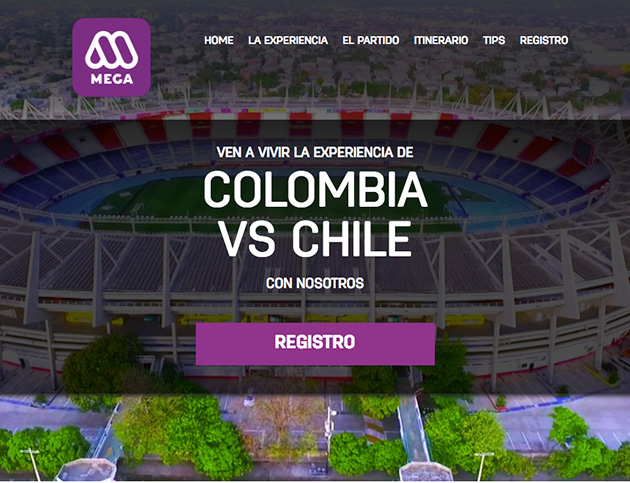 MEGA
HOME LA EXPERIENCIA EL PARTIDO ITINERARIO TIPS REGISTRO
VEN A VIVIR LA EXPERIENCIA DE
COLOMBIA
VS CHILE
CON NOSOTROS
REGISTRO